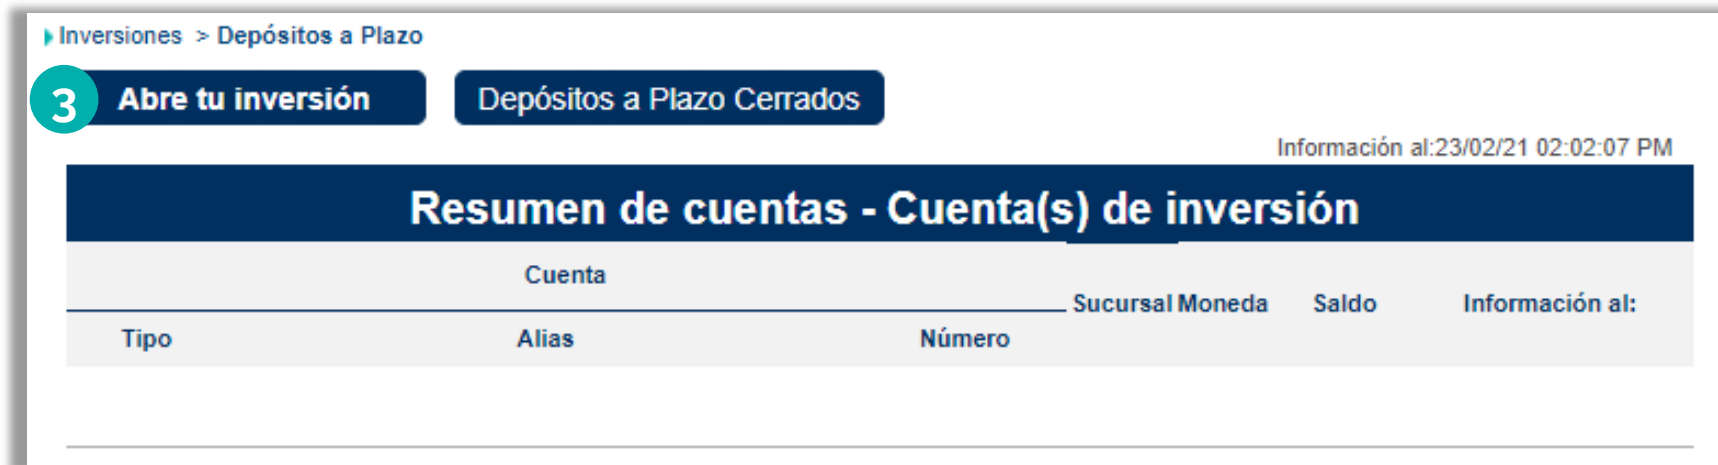 Inversiones > Depósitos a Plazo
3 Abre tu inversión Depósitos a Plazo Cerrados
Información al:23/02/21 02:02:07 PM
Resumen de cuentas - Cuenta(s) de inversión
Cuenta
Sucursal Moneda Saldo Información al:
Tipo Alias Número